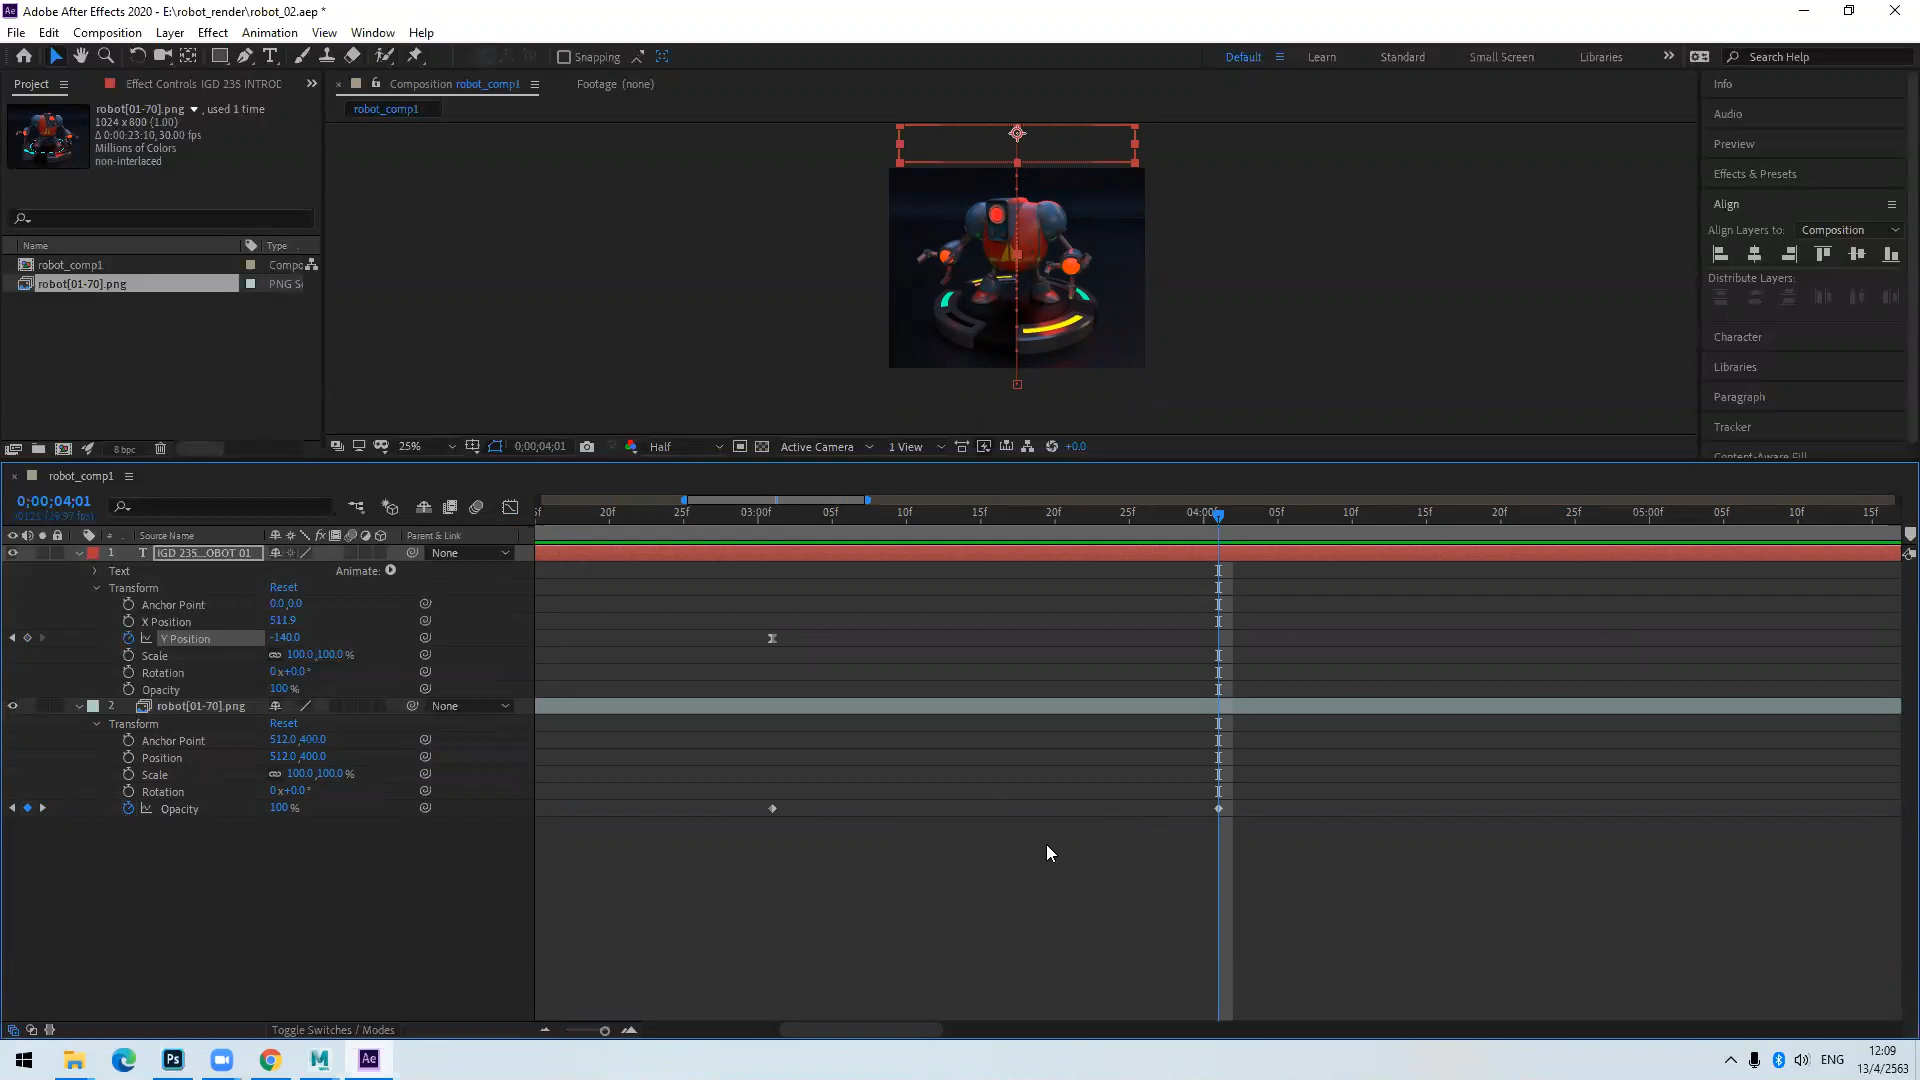 Ae Adobe After Effects 2020 - E:\robot_render\robot_02.aep *
File Edit Composition Layer Effect Animation View Window Help
Snapping Default Learn Standard Small Screen Libraries Search Help
Project Effect Controls IGD 235 INTROD Composition robot_comp1 Footage (none)
robot[01-70].png , used 1 time
1024 x 800 (1.00)
Δ 0:00:23:10, 30.00 fps
Millions of Colors
non-interlaced
robot_comp1
Name Type
robot_comp1 Compo
robot[01-70].png PNG S
8 bpc
25% 0;00;04;01 Half Active Camera 1 View +0.0
Info
Audio
Preview
Effects & Presets
Align
Align Layers to: Composition
Distribute Layers:
Character
Libraries
Paragraph
Tracker
Content-Aware Fill
robot_comp1
0;00;04;01
(29.97 fps)
5f 20f 25f 03:00f 05f 10f 15f 20f 25f 04:00f 05f 10f 15f 20f 25f 05:00f 05f 10f 15f
# Source Name Parent & Link
1 T IGD 235...OBOT 01 None
Text Animate:
Transform Reset
Anchor Point 0.0,0.0
X Position 511.9
Y Position -140.0
Scale 100.0,100.0%
Rotation 0x+0.0°
Opacity 100%
2 robot[01-70].png None
Transform Reset
Anchor Point 512.0,400.0
Position 512.0,400.0
Scale 100.0,100.0%
Rotation 0x+0.0°
Opacity 100%
Toggle Switches / Modes
Ps M Ae
ENG
12:09
13/4/2563